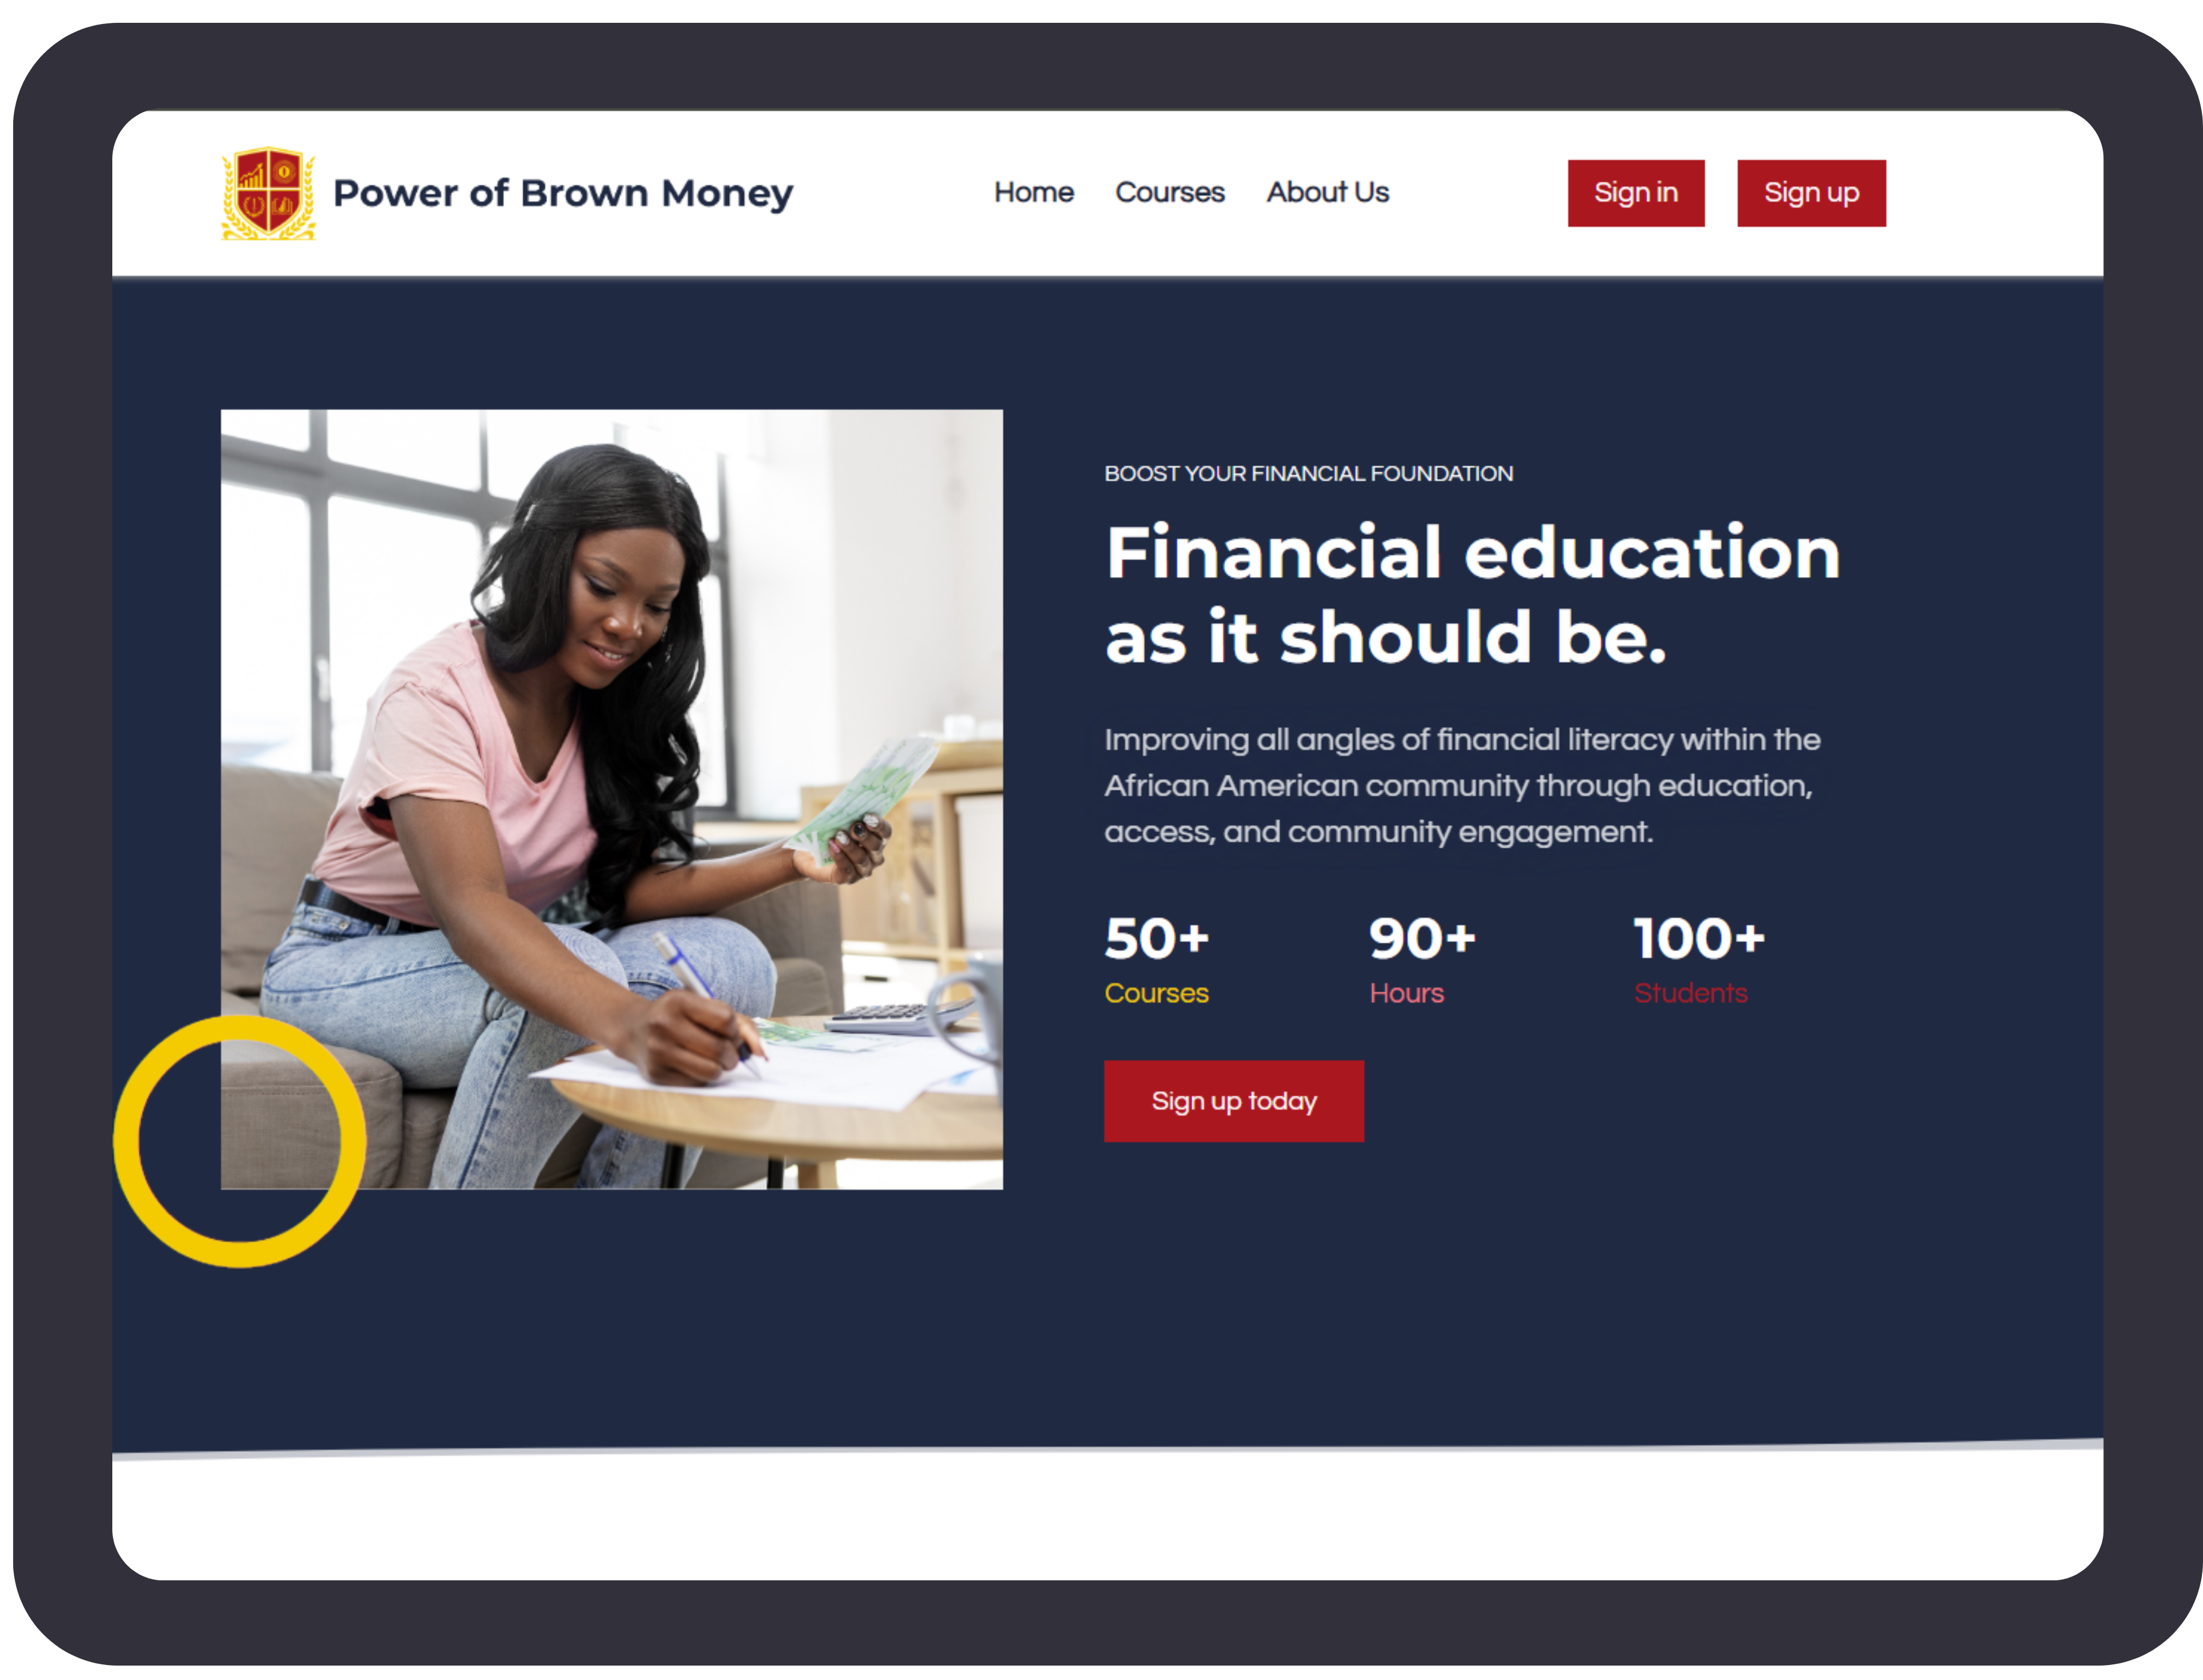 Power of Brown Money
Home
Courses
About Us
Sign in
Sign up
BOOST YOUR FINANCIAL FOUNDATION
Financial education
as it should be.
Improving all angles of financial literacy within the
African American community through education,
access, and community engagement.
50+
Courses
90+
Hours
100+
Students
Sign up today